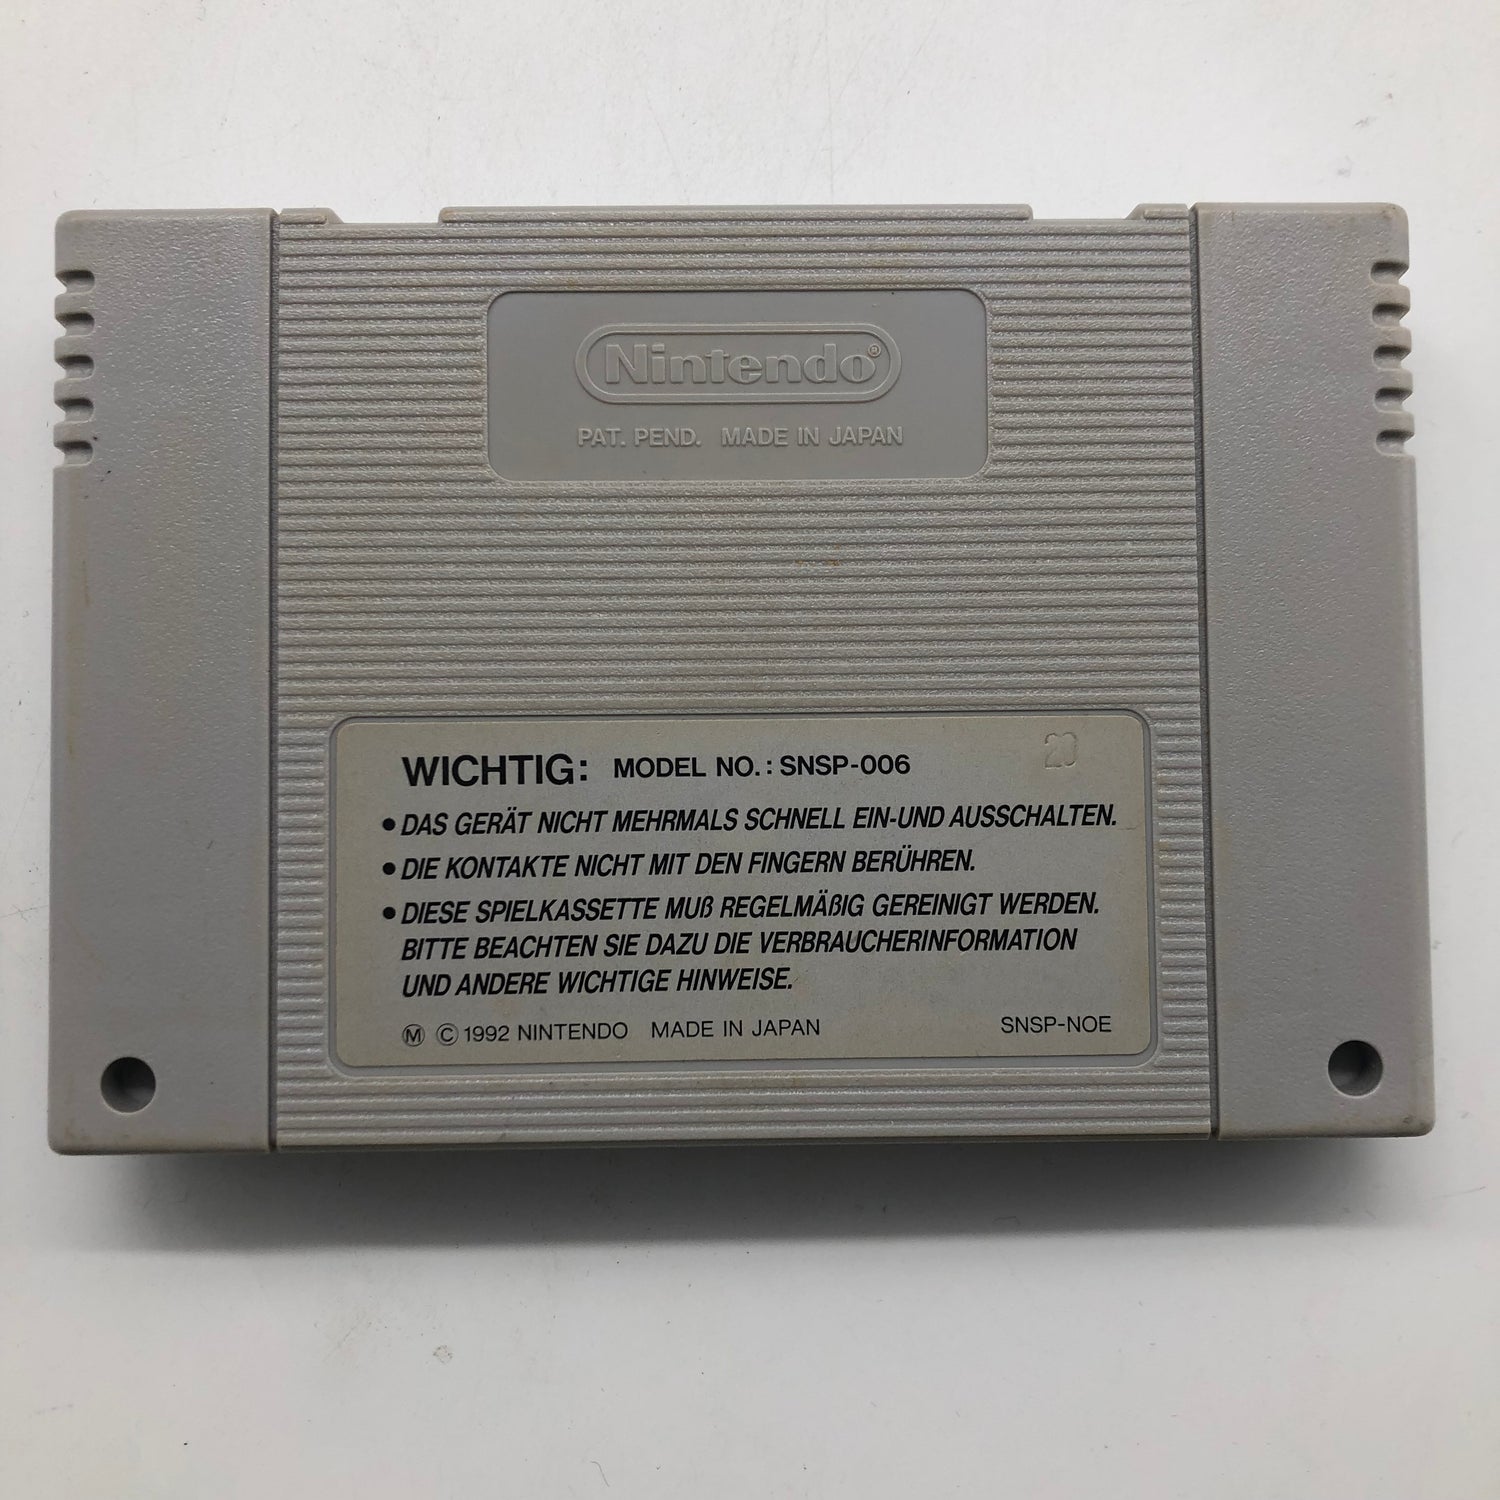 Nintendo®
PAT. PEND. MADE IN JAPAN
WICHTIG: MODEL NO.: SNSP-006
20
•DAS GERÄT NICHT MEHRMALS SCHNELL EIN-UND AUSSCHALTEN.
•DIE KONTAKTE NICHT MIT DEN FINGERN BERÜHREN.
•DIESE SPIELKASSETTE MUß REGELMÄßIG GEREINIGT WERDEN.
BITTE BEACHTEN SIE DAZU DIE VERBRAUCHERINFORMATION
UND ANDERE WICHTIGE HINWEISE.
Ⓜ © 1992 NINTENDO MADE IN JAPAN
SNSP-NOE